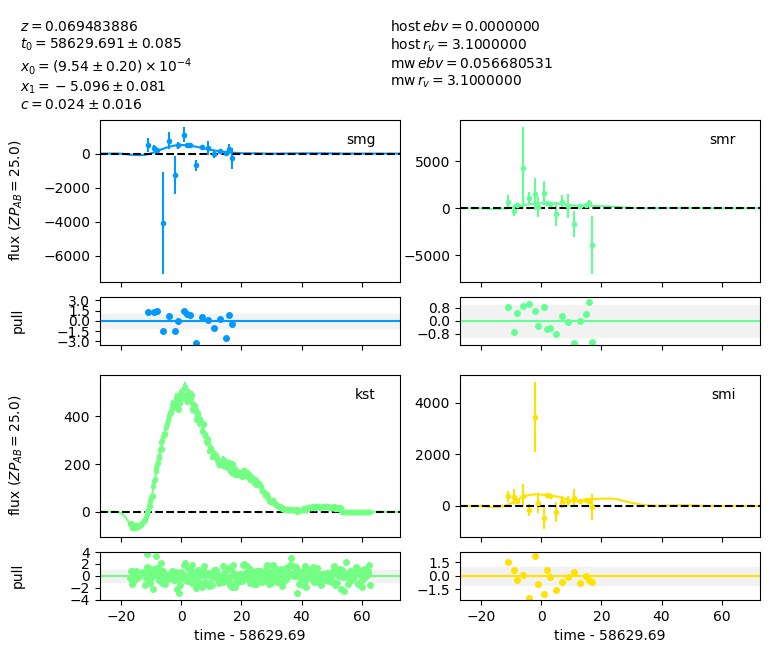 z = 0.069483886
t₀ = 58629.691 ± 0.085
x₀ = (9.54 ± 0.20) × 10⁻⁴
x₁ = −5.096 ± 0.081
c = 0.024 ± 0.016
host ebv = 0.0000000
host r_v = 3.1000000
mw ebv = 0.056680531
mw r_v = 3.1000000
flux (ZP_AB = 25.0)
0
−2000
−4000
−6000
smg
5000
0
−5000
smr
pull
3.0
1.5
0.0
−1.5
−3.0
0.8
0.0
−0.8
flux (ZP_AB = 25.0)
400
200
0
kst
4000
2000
0
smi
pull
4
2
0
−2
−4
1.5
0.0
−1.5
−20 0 20 40 60
−20 0 20 40 60
time - 58629.69
time - 58629.69